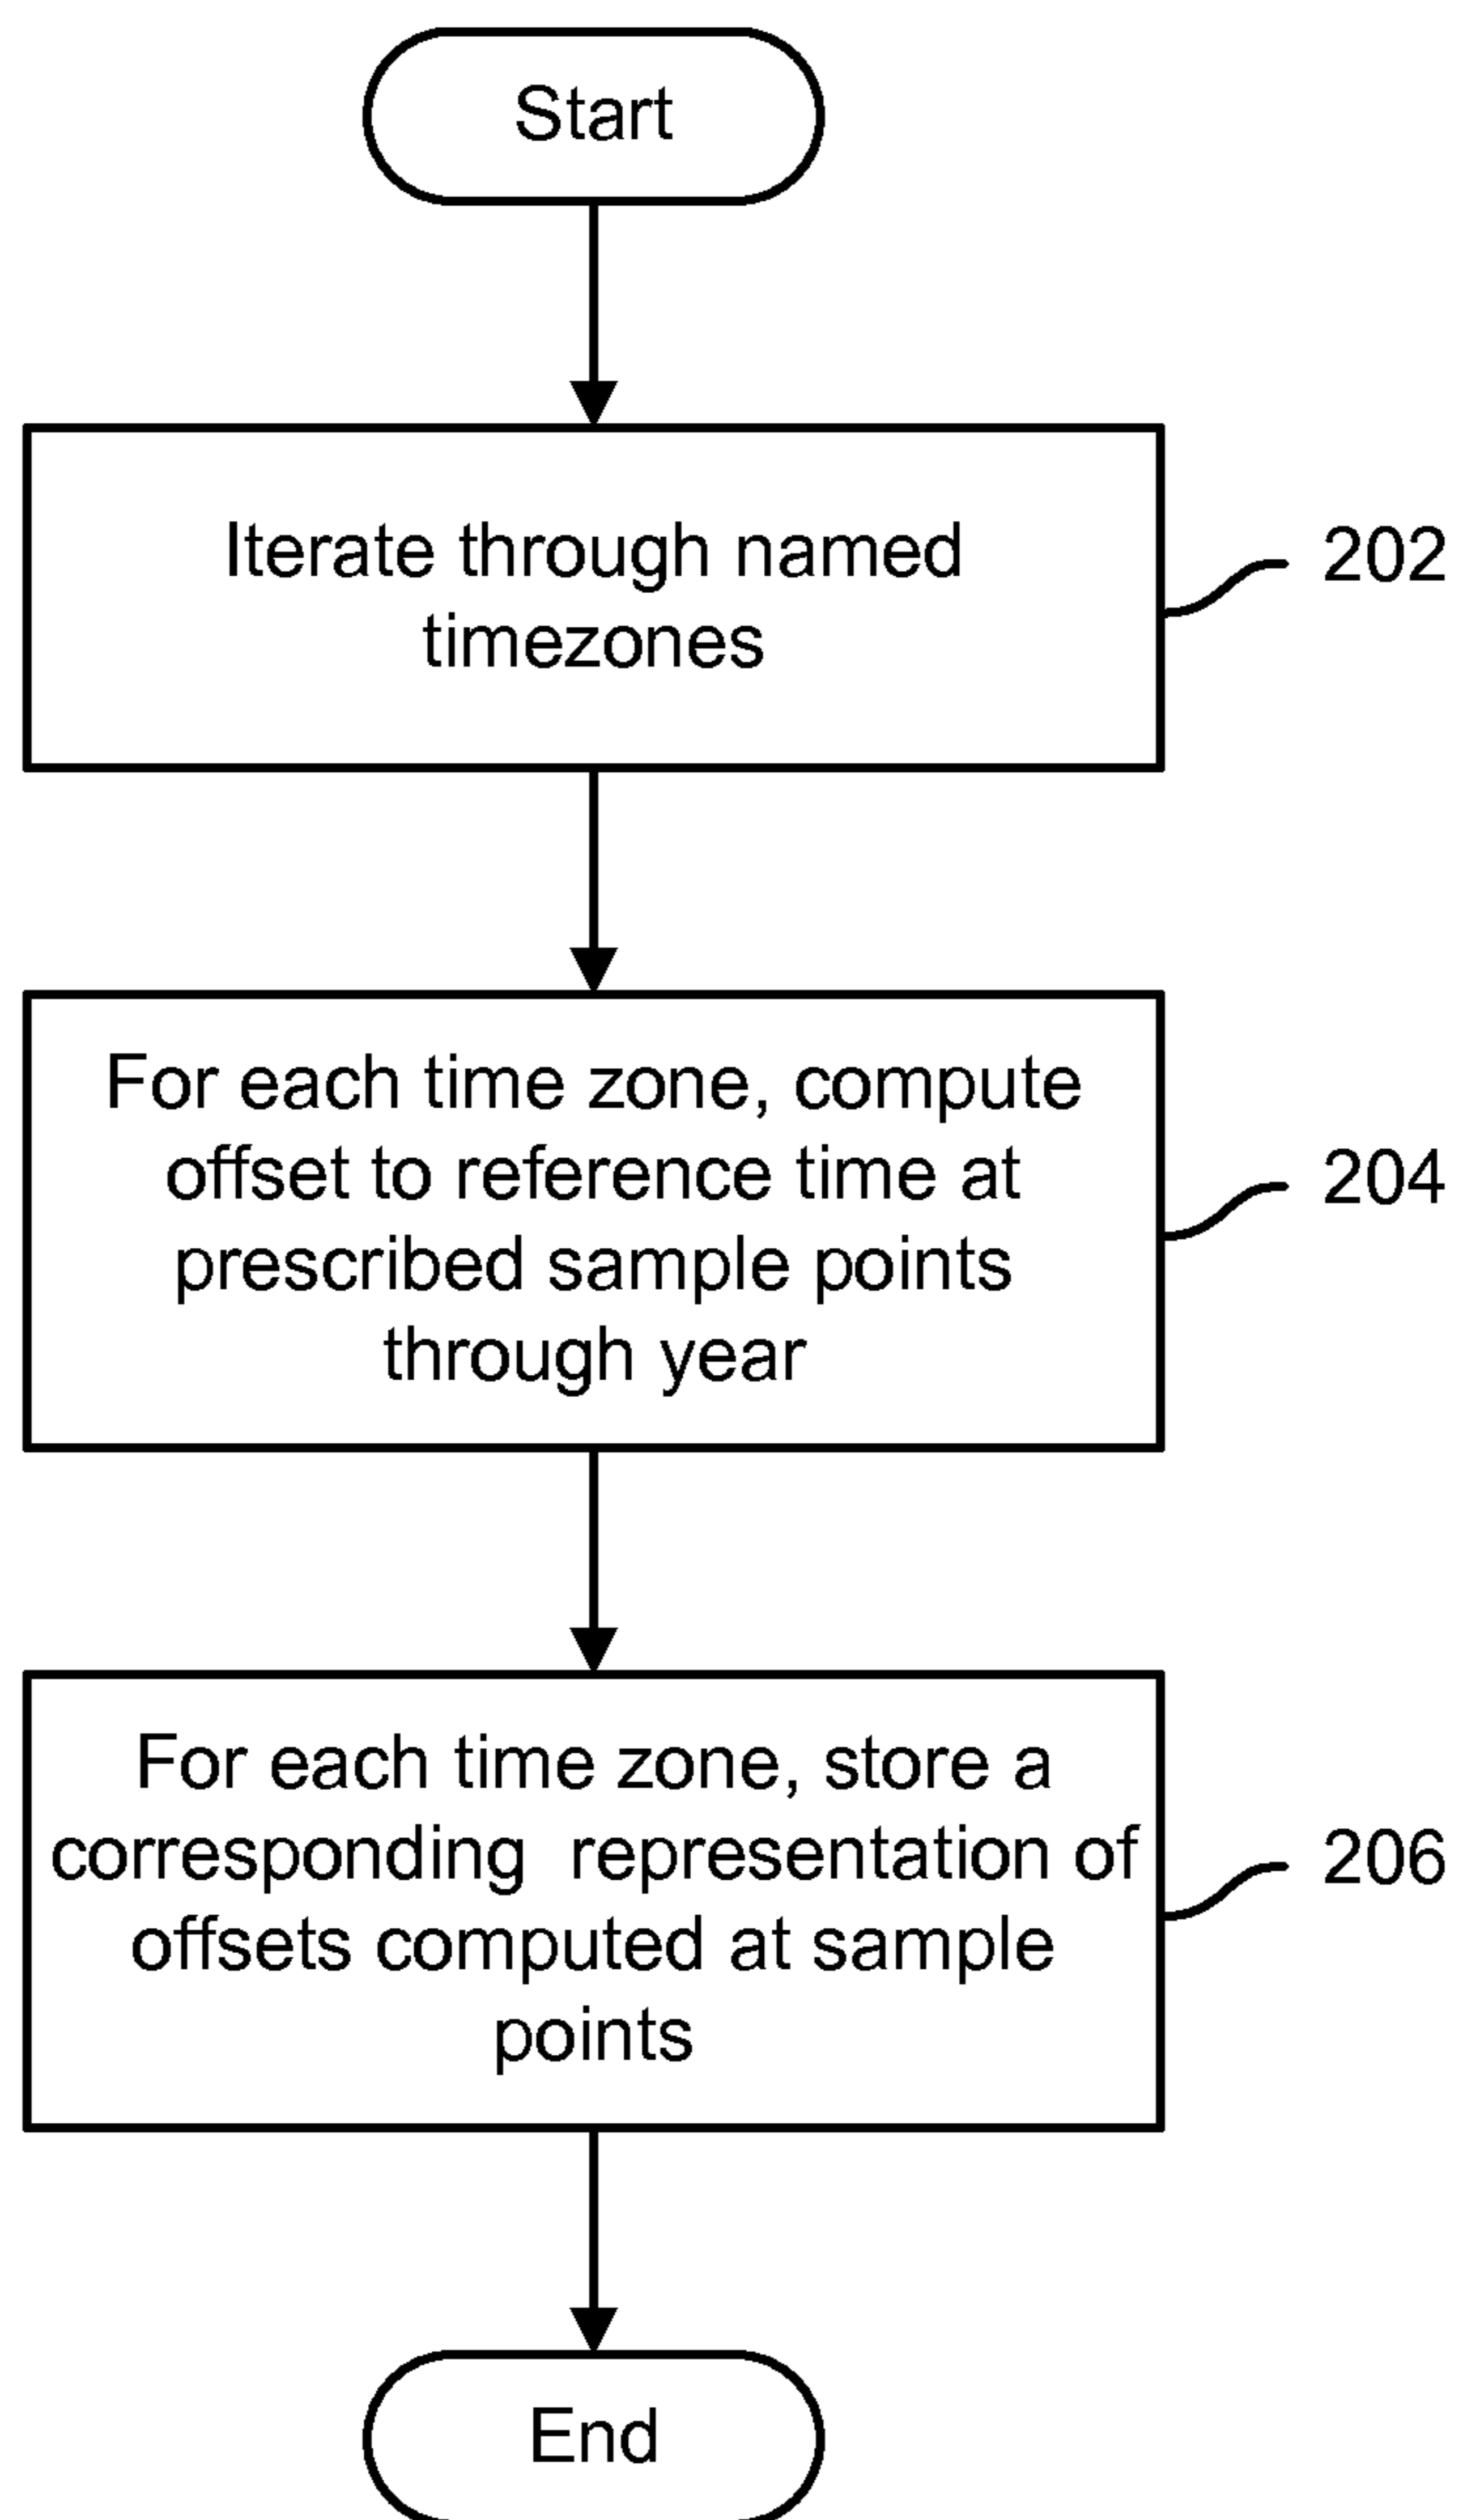 Start
Iterate through named
timezones
202
For each time zone, compute
offset to reference time at
prescribed sample points
through year
204
For each time zone, store a
corresponding representation of
offsets computed at sample
points
206
End